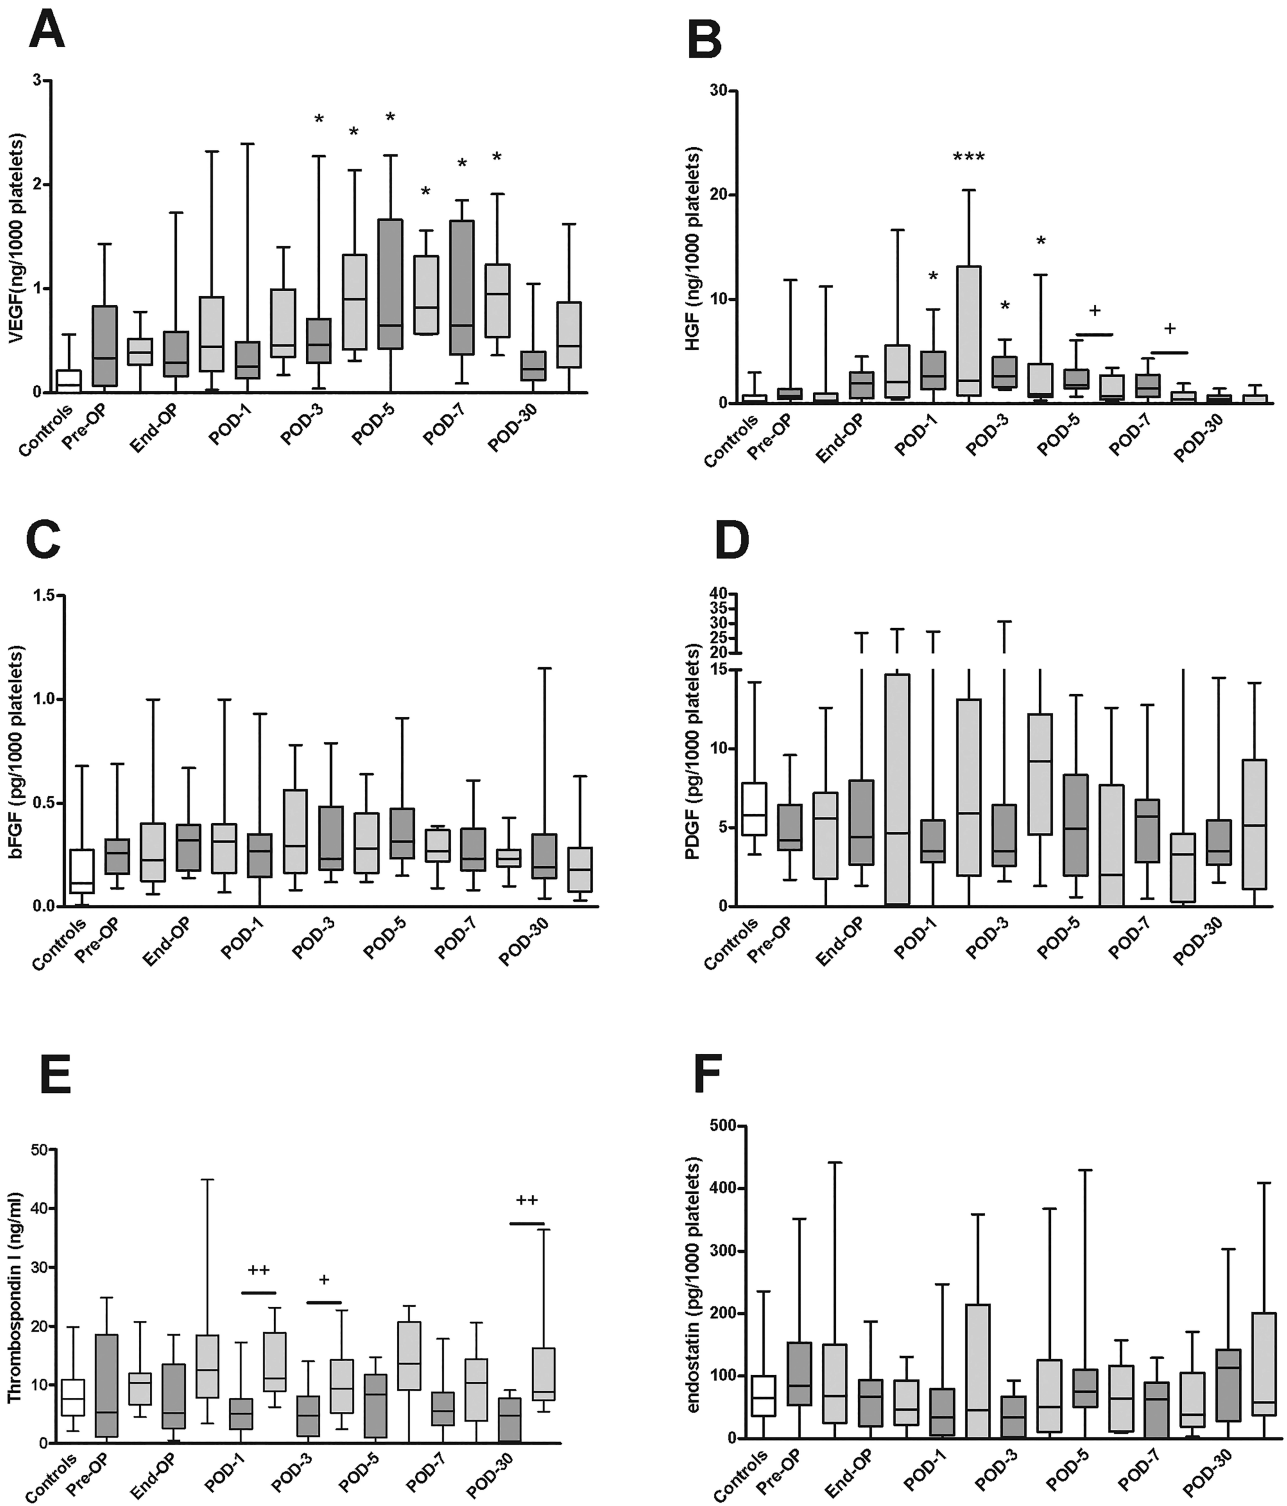 A
VEGF(ng/1000 platelets)
3
2
1
0
* * * * * *
Controls
Pre-OP
End-OP
POD-1
POD-3
POD-5
POD-7
POD-30
B
HGF (ng/1000 platelets)
30
20
10
0
* *** * * + +
Controls
Pre-OP
End-OP
POD-1
POD-3
POD-5
POD-7
POD-30
C
bFGF (pg/1000 platelets)
1.5
1.0
0.5
0.0
Controls
Pre-OP
End-OP
POD-1
POD-3
POD-5
POD-7
POD-30
D
PDGF (pg/1000 platelets)
40
35
30
25
20
15
10
5
0
Controls
Pre-OP
End-OP
POD-1
POD-3
POD-5
POD-7
POD-30
E
Thrombospondin I (ng/ml)
50
40
30
20
10
0
++ + ++
Controls
Pre-OP
End-OP
POD-1
POD-3
POD-5
POD-7
POD-30
F
endostatin (pg/1000 platelets)
500
400
300
200
100
0
Controls
Pre-OP
End-OP
POD-1
POD-3
POD-5
POD-7
POD-30